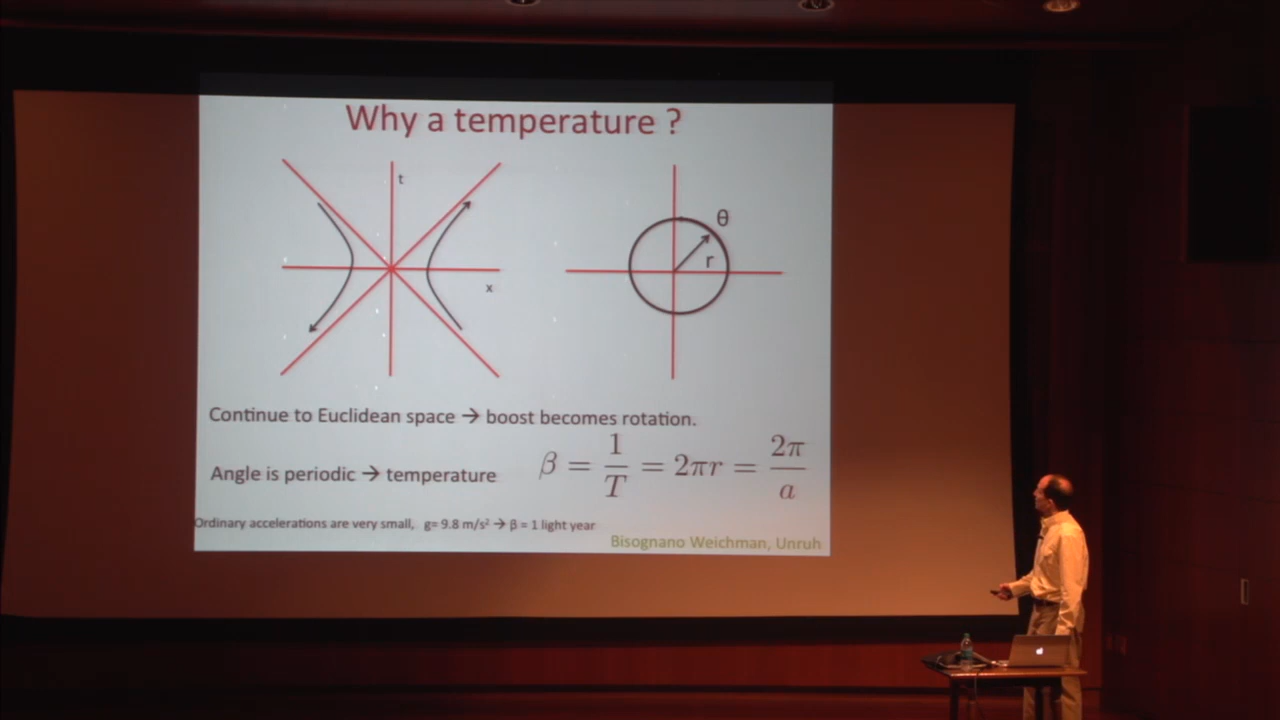 Why a temperature ?
t
x
θ
r
Continue to Euclidean space → boost becomes rotation.
Angle is periodic → temperature
β = 1/T = 2πr = 2π/a
Ordinary accelerations are very small, g= 9.8 m/s² → β = 1 light year
Bisognano Weichman, Unruh